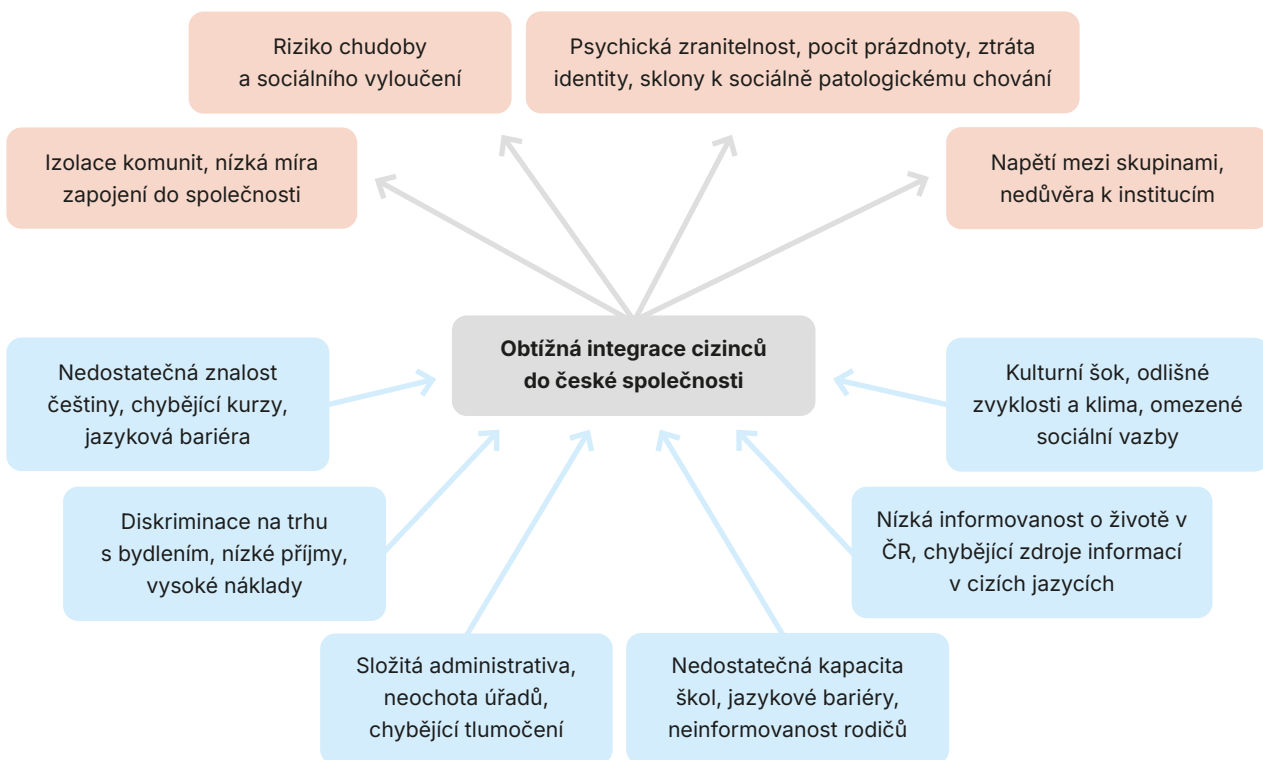 Riziko chudoby
a sociálního vyloučení
Psychická zranitelnost, pocit prázdnoty, ztráta
identity, sklony k sociálně patologickému chování
Izolace komunit, nízká míra
zapojení do společnosti
Napětí mezi skupinami,
nedůvěra k institucím
Obtížná integrace cizinců
do české společnosti
Nedostatečná znalost
češtiny, chybějící kurzy,
jazyková bariéra
Kulturní šok, odlišné
zvyklosti a klima, omezené
sociální vazby
Diskriminace na trhu
s bydlením, nízké příjmy,
vysoké náklady
Nízká informovanost o životě v
ČR, chybějící zdroje informací
v cizích jazycích
Složitá administrativa,
neochota úřadů,
chybějící tlumočení
Nedostatečná kapacita
škol, jazykové bariéry,
neinformovanost rodičů